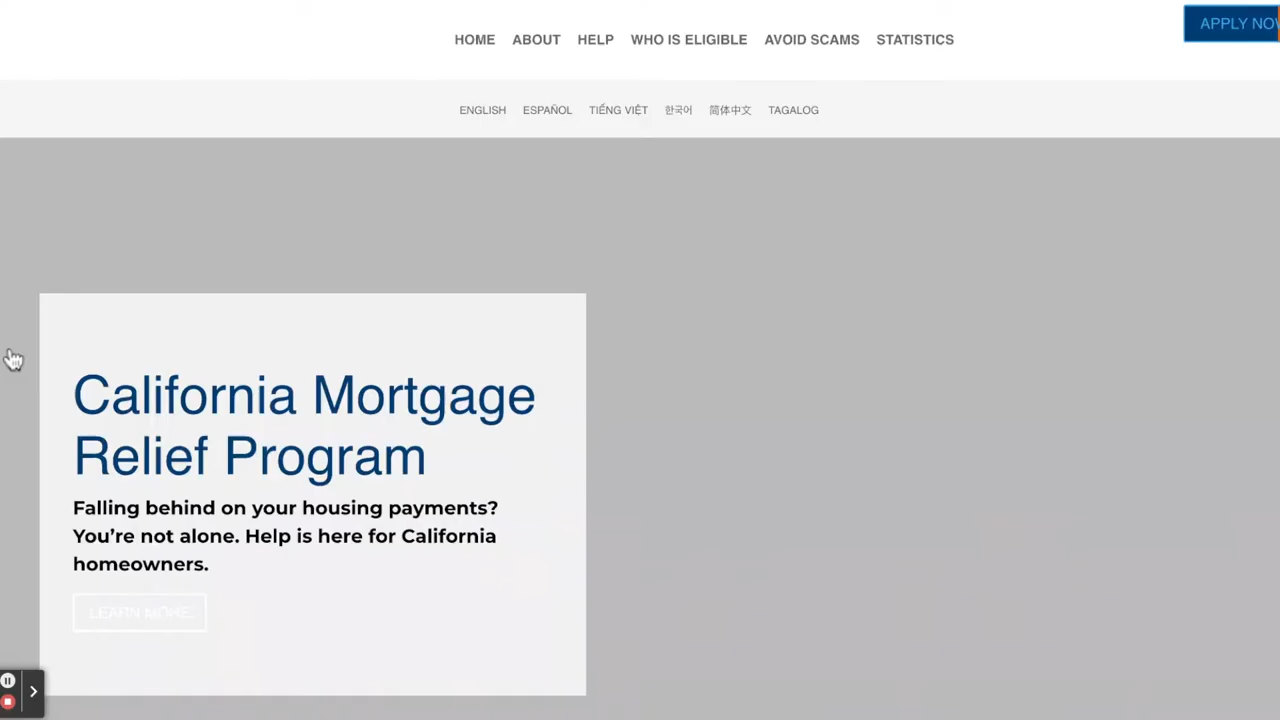 APPLY NOW
HOME ABOUT HELP WHO IS ELIGIBLE AVOID SCAMS STATISTICS
ENGLISH ESPAÑOL TIẾNG VIỆT 한국어 简体中文 TAGALOG
California Mortgage
Relief Program
Falling behind on your housing payments?
You’re not alone. Help is here for California
homeowners.
LEARN MORE